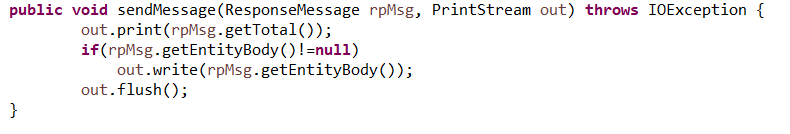 public void sendMessage(ResponseMessage rpMsg, PrintStream out) throws IOException {
        out.print(rpMsg.getTotal());
        if(rpMsg.getEntityBody()!=null)
            out.write(rpMsg.getEntityBody());
        out.flush();
}